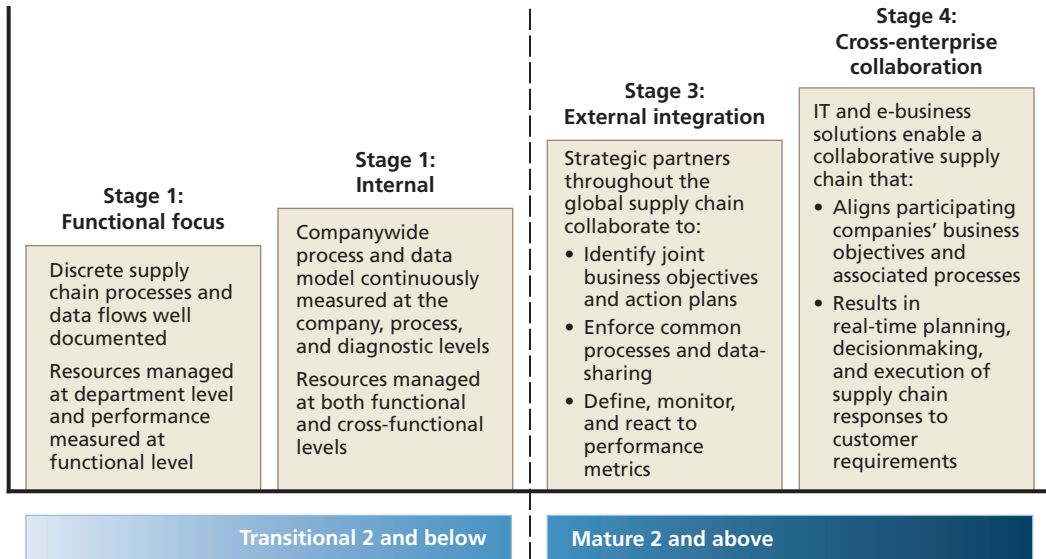 Stage 1:
Functional focus
Discrete supply
chain processes and
data flows well
documented
Resources managed
at department level
and performance
measured at
functional level
Stage 1:
Internal
Companywide
process and data
model continuously
measured at the
company, process,
and diagnostic levels
Resources managed
at both functional
and cross-functional
levels
Stage 3:
External integration
Strategic partners
throughout the
global supply chain
collaborate to:
• Identify joint
business objectives
and action plans
• Enforce common
processes and data-
sharing
• Define, monitor,
and react to
performance
metrics
Stage 4:
Cross-enterprise
collaboration
IT and e-business
solutions enable a
collaborative supply
chain that:
• Aligns participating
companies’ business
objectives and
associated processes
• Results in
real-time planning,
decisionmaking,
and execution of
supply chain
responses to
customer
requirements
Transitional 2 and below
Mature 2 and above